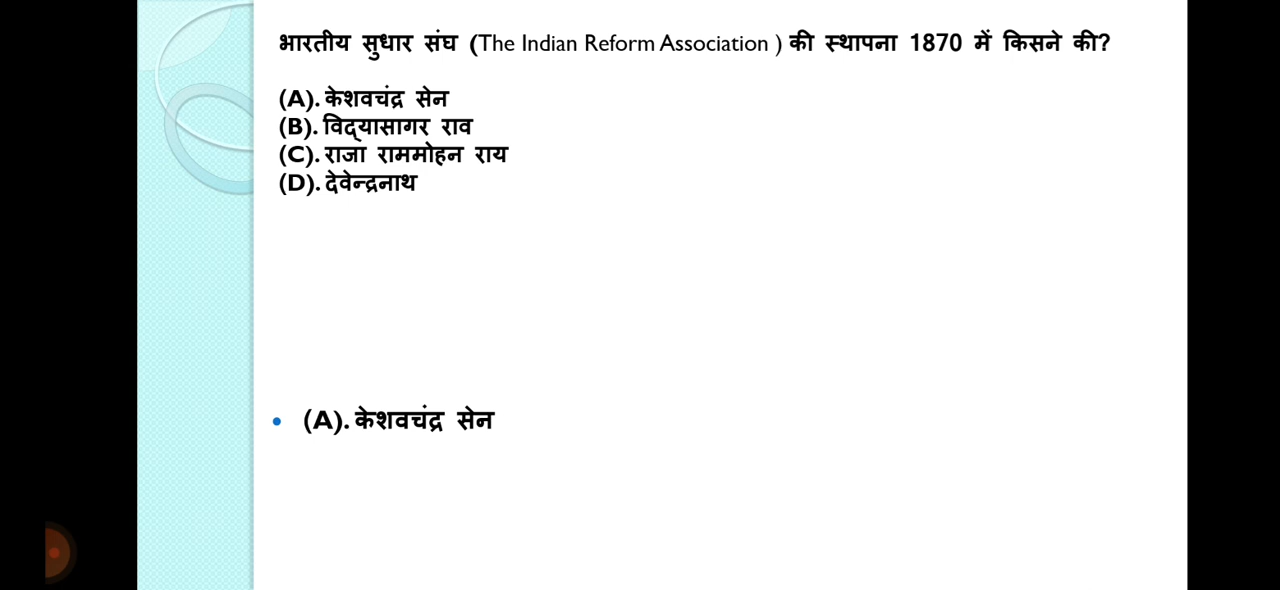 भारतीय सुधार संघ (The Indian Reform Association ) की स्थापना 1870 में किसने की?
(A). केशवचंद्र सेन
(B). विद्यासागर राव
(C). राजा राममोहन राय
(D). देवेन्द्रनाथ
• (A). केशवचंद्र सेन